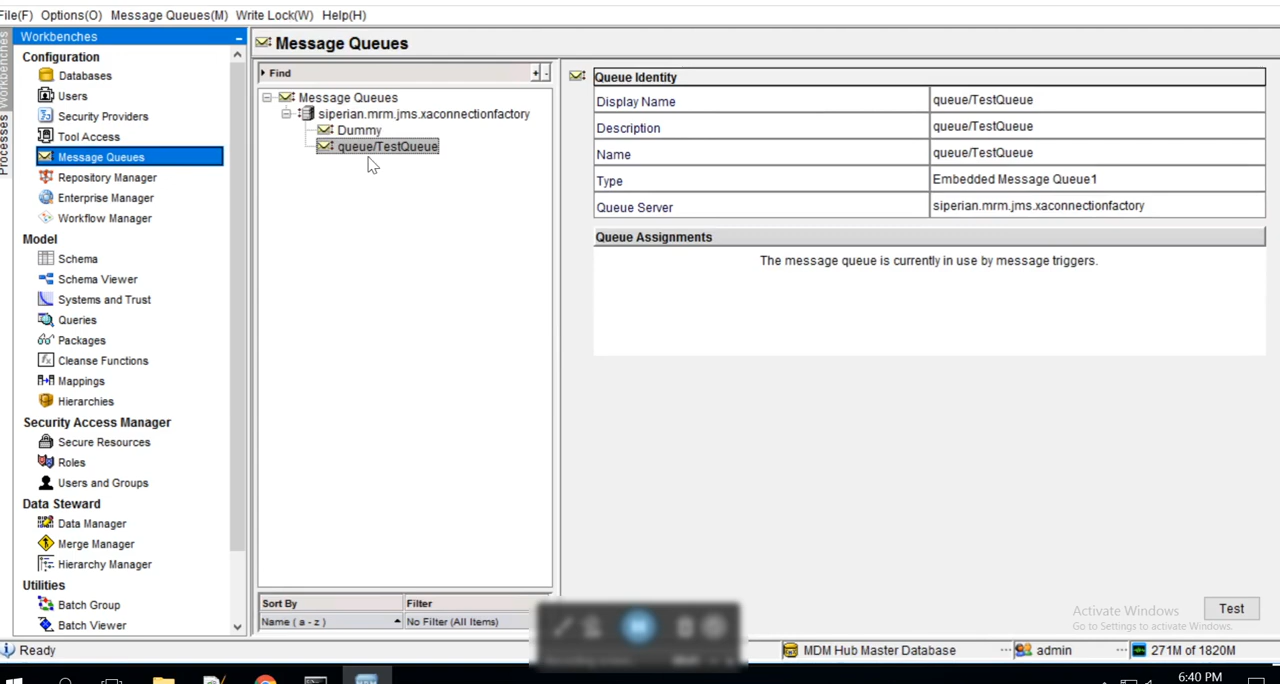 File(F) Options(O) Message Queues(M) Write Lock(W) Help(H)
Workbenches
Processes
Workbenches
Configuration
Databases
Users
Security Providers
Tool Access
Message Queues
Repository Manager
Enterprise Manager
Workflow Manager
Model
Schema
Schema Viewer
Systems and Trust
Queries
Packages
Cleanse Functions
Mappings
Hierarchies
Security Access Manager
Secure Resources
Roles
Users and Groups
Data Steward
Data Manager
Merge Manager
Hierarchy Manager
Utilities
Batch Group
Batch Viewer
Message Queues
Find
+ -
Message Queues
siperian.mrm.jms.xaconnectionfactory
Dummy
queue/TestQueue
Sort By Filter
Name ( a - z ) No Filter (All Items)
Queue Identity
Display Name queue/TestQueue
Description queue/TestQueue
Name queue/TestQueue
Type Embedded Message Queue1
Queue Server siperian.mrm.jms.xaconnectionfactory
Queue Assignments
The message queue is currently in use by message triggers.
Test
Activate Windows
Go to Settings to activate Windows.
Ready MDM Hub Master Database admin 271M of 1820M
6:40 PM